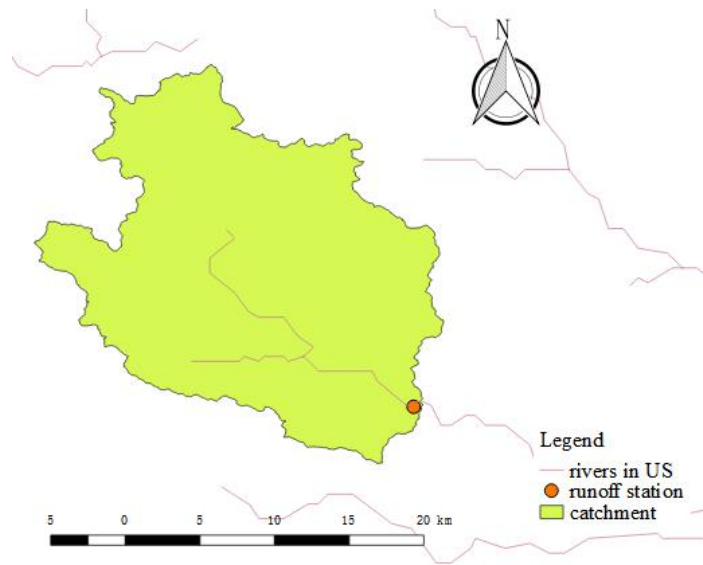 N
Legend
rivers in US
runoff station
catchment
5 0 5 10 15 20 km